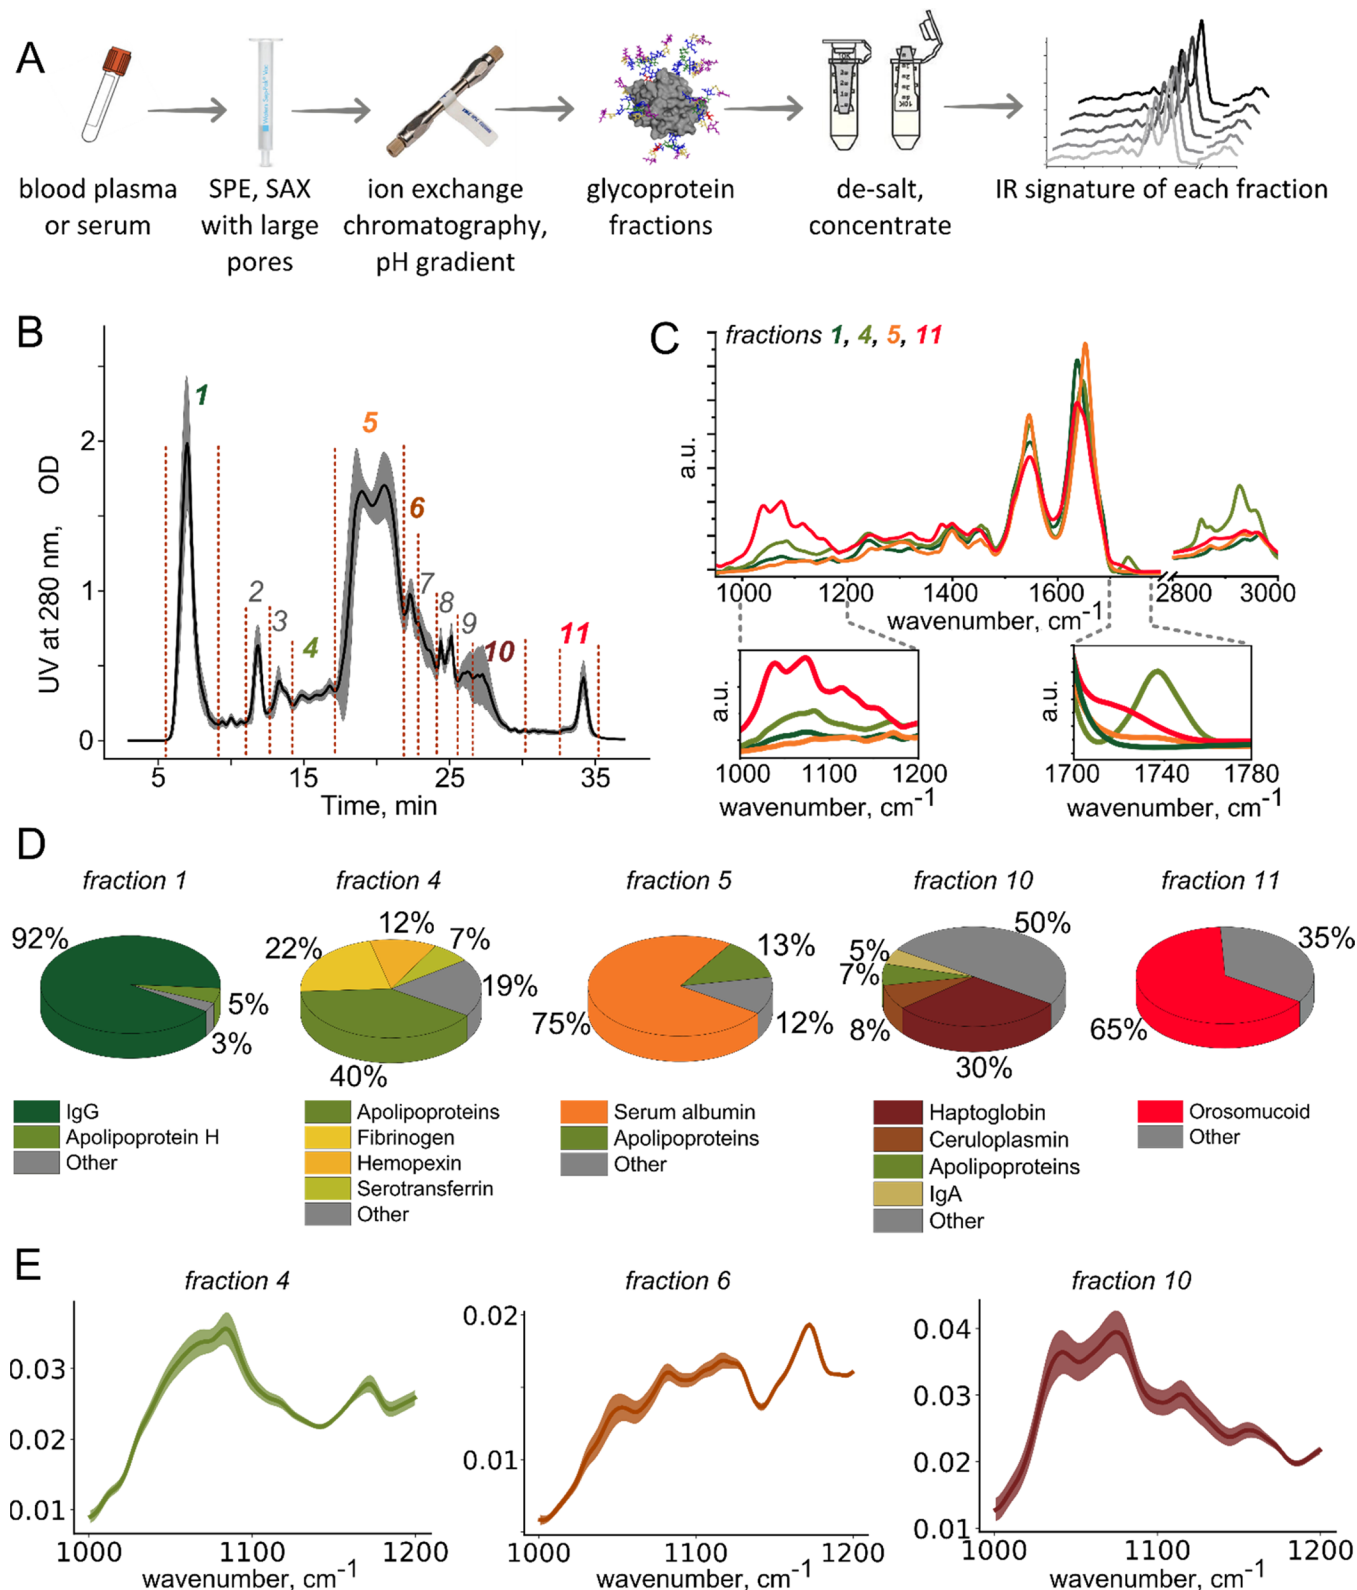 A
blood plasma
or serum
SPE, SAX
with large
pores
ion exchange
chromatography,
pH gradient
glycoprotein
fractions
de-salt,
concentrate
IR signature of each fraction
B
UV at 280 nm, OD
2
1
0
1
2
3
4
5
6
7
8
9
10
11
5
15
25
35
Time, min
C
fractions 1, 4, 5, 11
a.u.
1000
1200
1400
1600
2800
3000
wavenumber, cm-1
a.u.
1000
1100
1200
wavenumber, cm-1
a.u.
1700
1740
1780
wavenumber, cm-1
D
fraction 1
92%
5%
3%
IgG
Apolipoprotein H
Other
fraction 4
12%
22%
7%
19%
40%
Apolipoproteins
Fibrinogen
Hemopexin
Serotransferrin
Other
fraction 5
13%
75%
12%
Serum albumin
Apolipoproteins
Other
fraction 10
50%
5%
7%
8%
30%
Haptoglobin
Ceruloplasmin
Apolipoproteins
IgA
Other
fraction 11
35%
65%
Orosomucoid
Other
E
fraction 4
0.03
0.02
0.01
1000
1100
1200
wavenumber, cm-1
fraction 6
0.02
0.01
1000
1100
1200
wavenumber, cm-1
fraction 10
0.04
0.03
0.02
0.01
1000
1100
1200
wavenumber, cm-1